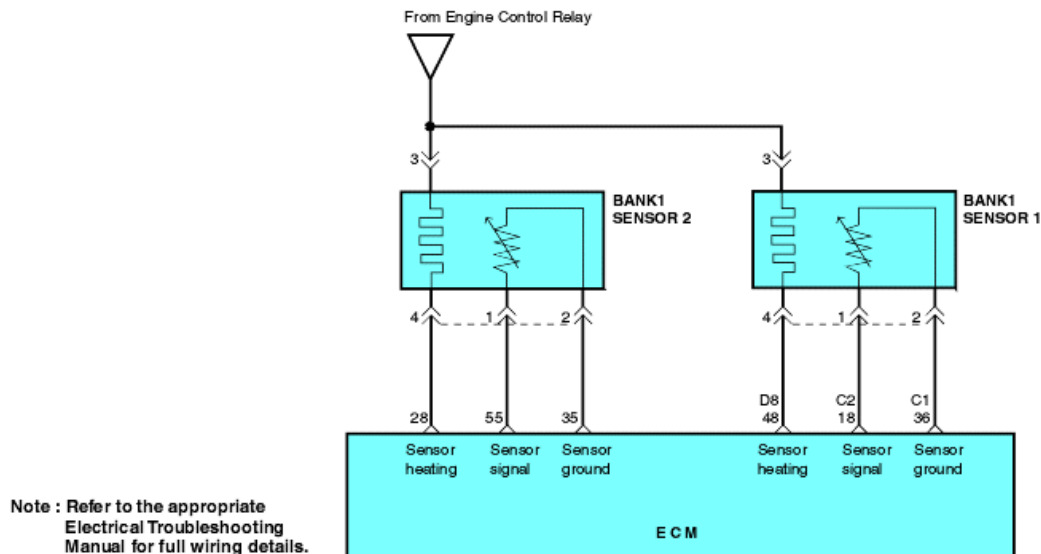 From Engine Control Relay
3
3
BANK1
SENSOR 2
BANK1
SENSOR 1
4 1 2
4 1 2
D8 C2 C1
28 55 35
48 18 36
Sensor heating
Sensor signal
Sensor ground
Sensor heating
Sensor signal
Sensor ground
ECM
Note : Refer to the appropriate
Electrical Troubleshooting
Manual for full wiring details.